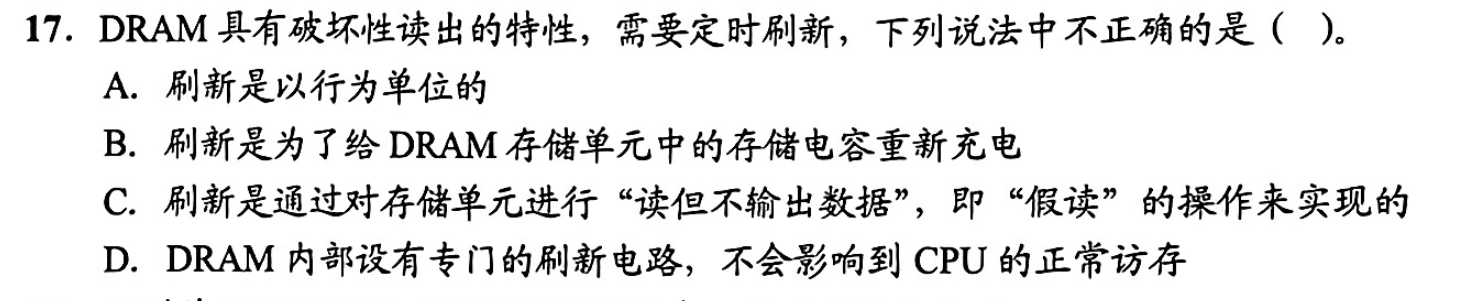 17. DRAM 具有破坏性读出的特性，需要定时刷新，下列说法中不正确的是（ ）。
A. 刷新是以行为单位的
B. 刷新是为了给 DRAM 存储单元中的存储电容重新充电
C. 刷新是通过对存储单元进行“读但不输出数据”，即“假读”的操作来实现的
D. DRAM 内部设有专门的刷新电路，不会影响到 CPU 的正常访存